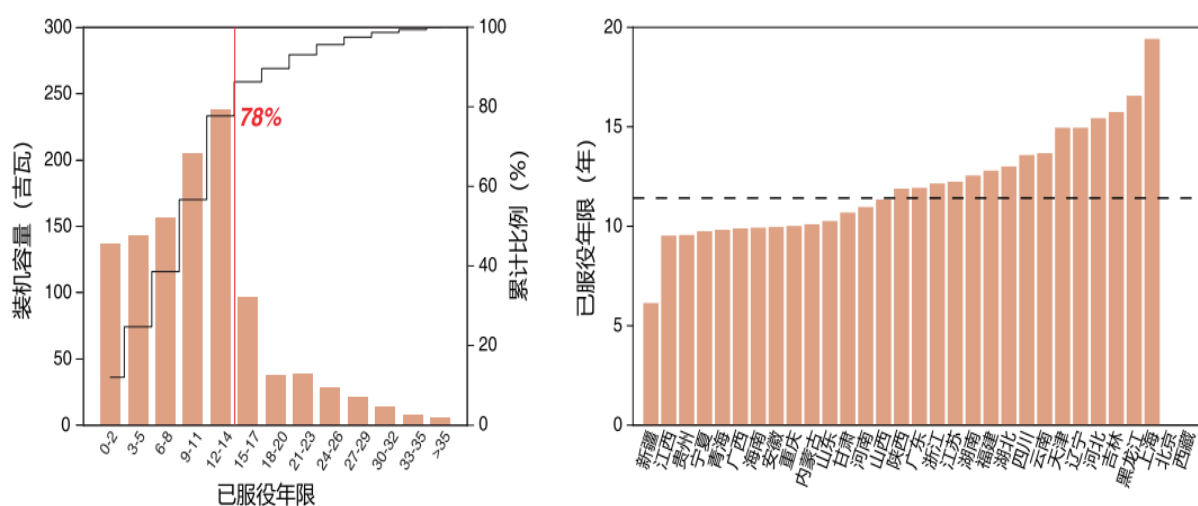 300
250
200
150
100
50
0
装机容量（吉瓦）
100
80
60
40
20
0
累计比例（%）
78%
0-2
3-5
6-8
9-11
12-14
15-17
18-20
21-23
24-26
27-29
30-32
33-35
>35
已服役年限
20
15
10
5
0
已服役年限（年）
新疆
江西
贵州
宁夏
青海
广西
海南
安徽
重庆
内蒙古
山东
甘肃
河南
山西
陕西
广东
浙江
江苏
湖南
福建
湖北
四川
云南
天津
辽宁
河北
吉林
黑龙江
上海
北京
西藏